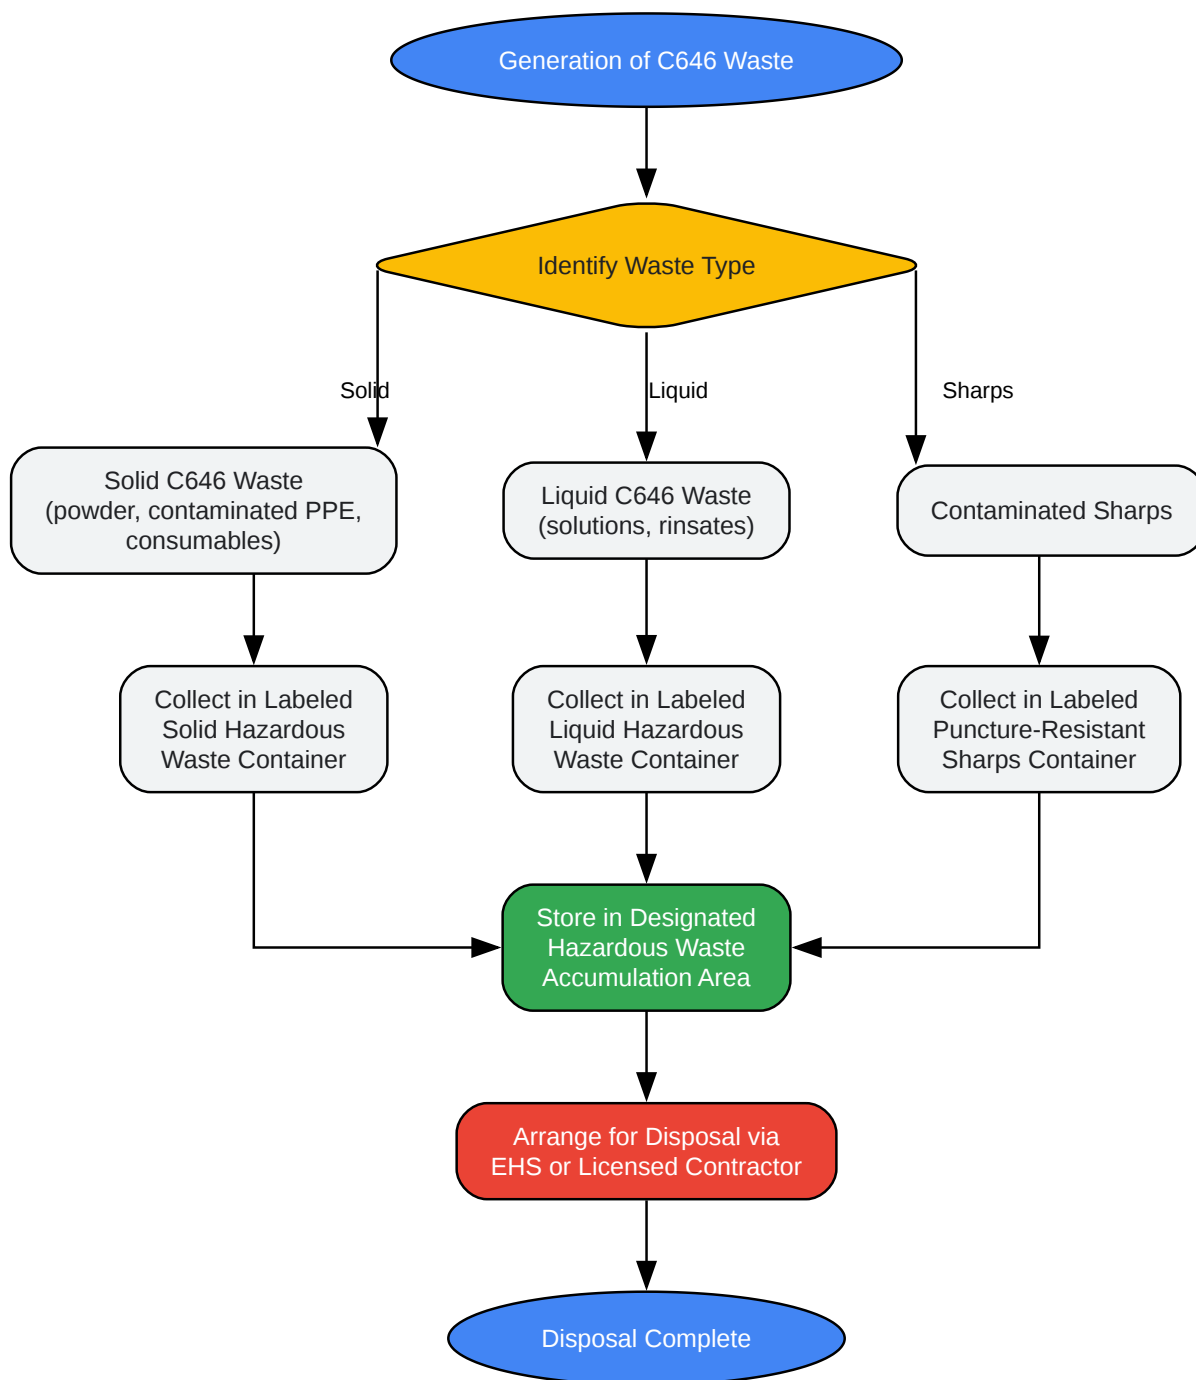 Generation of C646 Waste
Identify Waste Type
Solid
Liquid
Sharps
Solid C646 Waste
(powder, contaminated PPE,
consumables)
Liquid C646 Waste
(solutions, rinsates)
Contaminated Sharps
Collect in Labeled
Solid Hazardous
Waste Container
Collect in Labeled
Liquid Hazardous
Waste Container
Collect in Labeled
Puncture-Resistant
Sharps Container
Store in Designated
Hazardous Waste
Accumulation Area
Arrange for Disposal via
EHS or Licensed Contractor
Disposal Complete